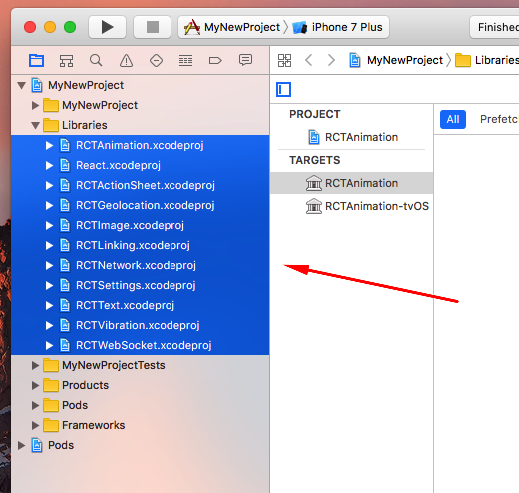 MyNewProject
iPhone 7 Plus
Finished
MyNewProject
Libraries
MyNewProject
MyNewProject
Libraries
RCTAnimation.xcodeproj
React.xcodeproj
RCTActionSheet.xcodeproj
RCTGeolocation.xcodeproj
RCTImage.xcodeproj
RCTLinking.xcodeproj
RCTNetwork.xcodeproj
RCTSettings.xcodeproj
RCTText.xcodeproj
RCTVibration.xcodeproj
RCTWebSocket.xcodeproj
MyNewProjectTests
Products
Pods
Frameworks
Pods
PROJECT
RCTAnimation
TARGETS
RCTAnimation
RCTAnimation-tvOS
All
Prefetc